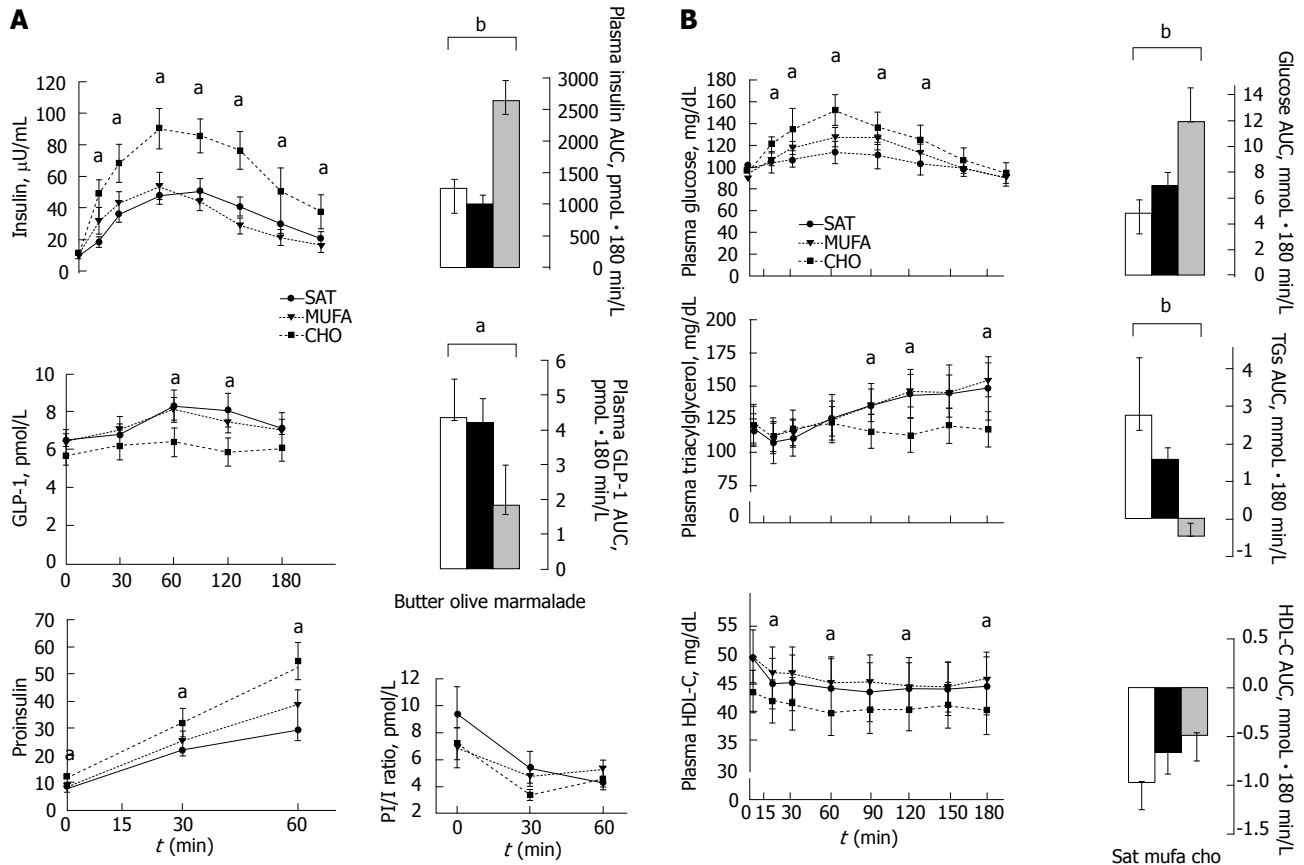 A
Insulin, μU/mL
120
100
80
60
40
20
0
a
a
a
a
a
a
a
SAT
MUFA
CHO
b
Plasma insulin AUC, pmoL • 180 min/L
3000
2500
2000
1500
1000
500
0
GLP-1, pmol/L
10
8
6
4
2
0
a
a
0
30
60
120
180
a
Plasma GLP-1 AUC,
pmoL • 180 min/L
6
5
4
3
2
1
0
Butter olive marmalade
Proinsulin
70
60
50
40
30
20
10
0
a
a
a
0
15
30
60
t (min)
PI/I ratio, pmol/L
12
10
8
6
4
2
0
30
60
t (min)
B
Plasma glucose, mg/dL
200
180
160
140
120
100
80
60
40
20
0
a
a
a
a
a
SAT
MUFA
CHO
b
Glucose AUC, mmoL • 180 min/L
14
12
10
8
6
4
2
0
Plasma triacylglycerol, mg/dL
200
175
150
125
100
75
0
a
a
a
b
TGs AUC, mmoL • 180 min/L
4
3
2
1
0
-1
Plasma HDL-C, mg/dL
55
50
45
40
35
30
0
a
a
a
a
0
15
30
60
90
120
150
180
t (min)
HDL-C AUC, mmoL • 180 min/L
0.5
0.0
-0.5
-1.0
-1.5
Sat mufa cho